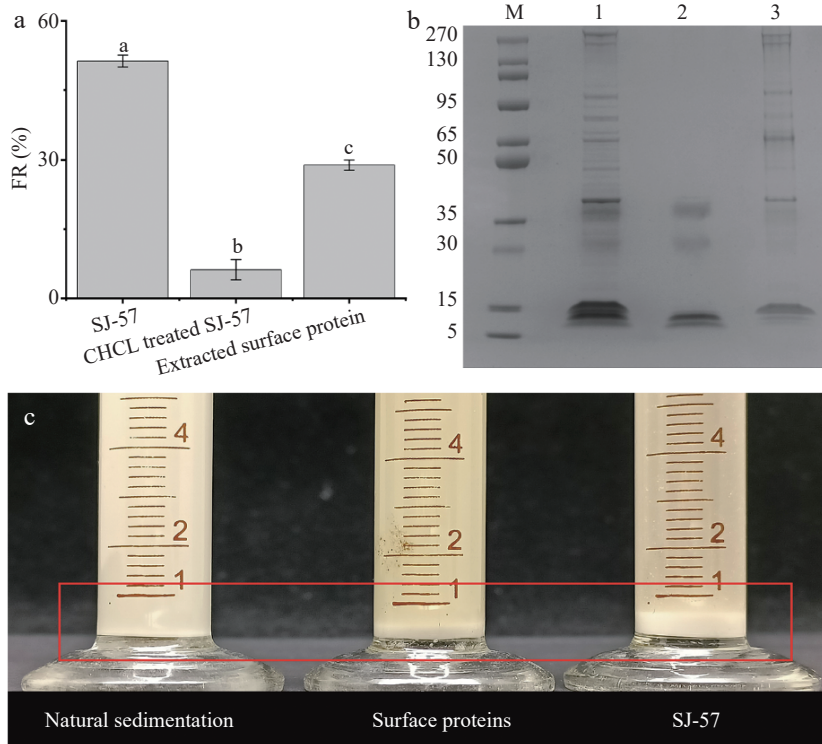 a
60
30
0
FR (%)
a
b
c
SJ-57
CHCL treated SJ-57
Extracted surface protein
b
M 1 2 3
270
130
95
65
50
35
30
15
5
c
4 4 4
2 2 2
1 1 1
Natural sedimentation Surface proteins SJ-57